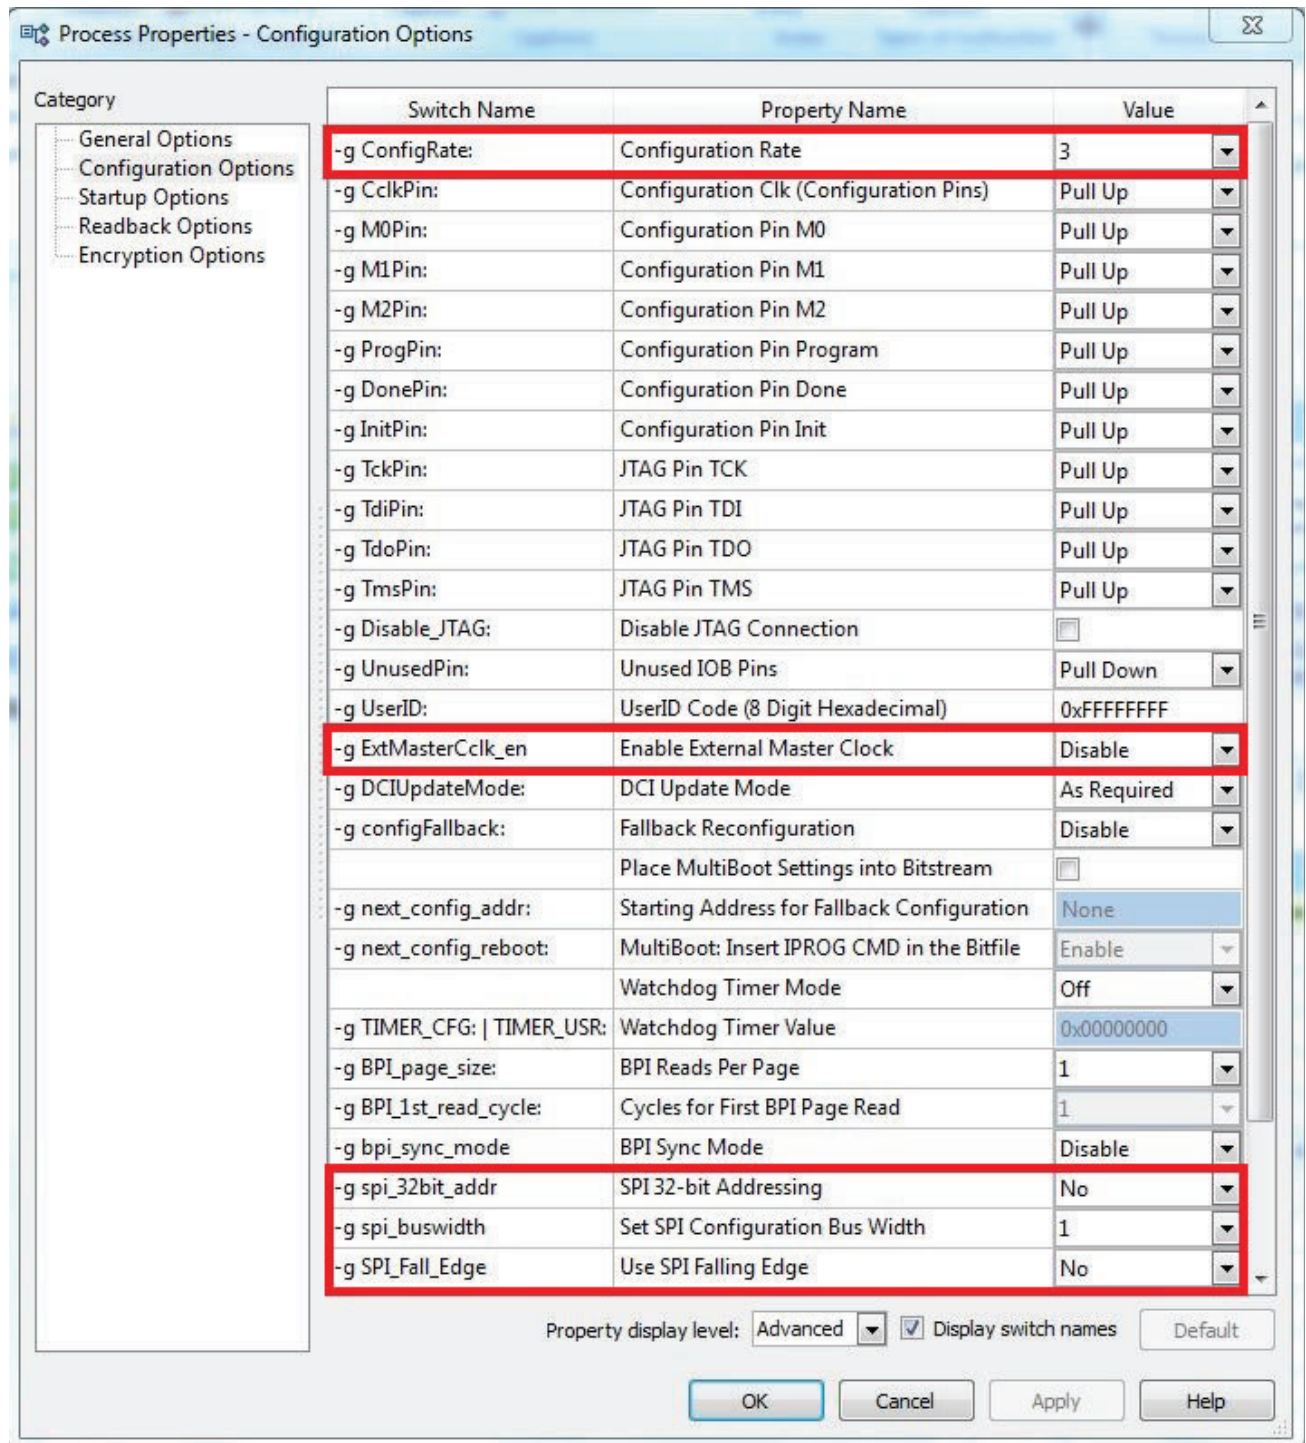 Process Properties - Configuration Options
Category
General Options
Configuration Options
Startup Options
Readback Options
Encryption Options
Switch Name Property Name Value
-g ConfigRate: Configuration Rate 3
-g CclkPin: Configuration Clk (Configuration Pins) Pull Up
-g M0Pin: Configuration Pin M0 Pull Up
-g M1Pin: Configuration Pin M1 Pull Up
-g M2Pin: Configuration Pin M2 Pull Up
-g ProgPin: Configuration Pin Program Pull Up
-g DonePin: Configuration Pin Done Pull Up
-g InitPin: Configuration Pin Init Pull Up
-g TckPin: JTAG Pin TCK Pull Up
-g TdiPin: JTAG Pin TDI Pull Up
-g TdoPin: JTAG Pin TDO Pull Up
-g TmsPin: JTAG Pin TMS Pull Up
-g Disable_JTAG: Disable JTAG Connection
-g UnusedPin: Unused IOB Pins Pull Down
-g UserID: UserID Code (8 Digit Hexadecimal) 0xFFFFFFFF
-g ExtMasterCclk_en Enable External Master Clock Disable
-g DCIUpdateMode: DCI Update Mode As Required
-g configFallback: Fallback Reconfiguration Disable
Place MultiBoot Settings into Bitstream
-g next_config_addr: Starting Address for Fallback Configuration None
-g next_config_reboot: MultiBoot: Insert IPROG CMD in the Bitfile Enable
Watchdog Timer Mode Off
-g TIMER_CFG: | TIMER_USR: Watchdog Timer Value 0x00000000
-g BPI_page_size: BPI Reads Per Page 1
-g BPI_1st_read_cycle: Cycles for First BPI Page Read 1
-g bpi_sync_mode BPI Sync Mode Disable
-g spi_32bit_addr SPI 32-bit Addressing No
-g spi_buswidth Set SPI Configuration Bus Width 1
-g SPI_Fall_Edge Use SPI Falling Edge No
Property display level: Advanced Display switch names Default
OK Cancel Apply Help